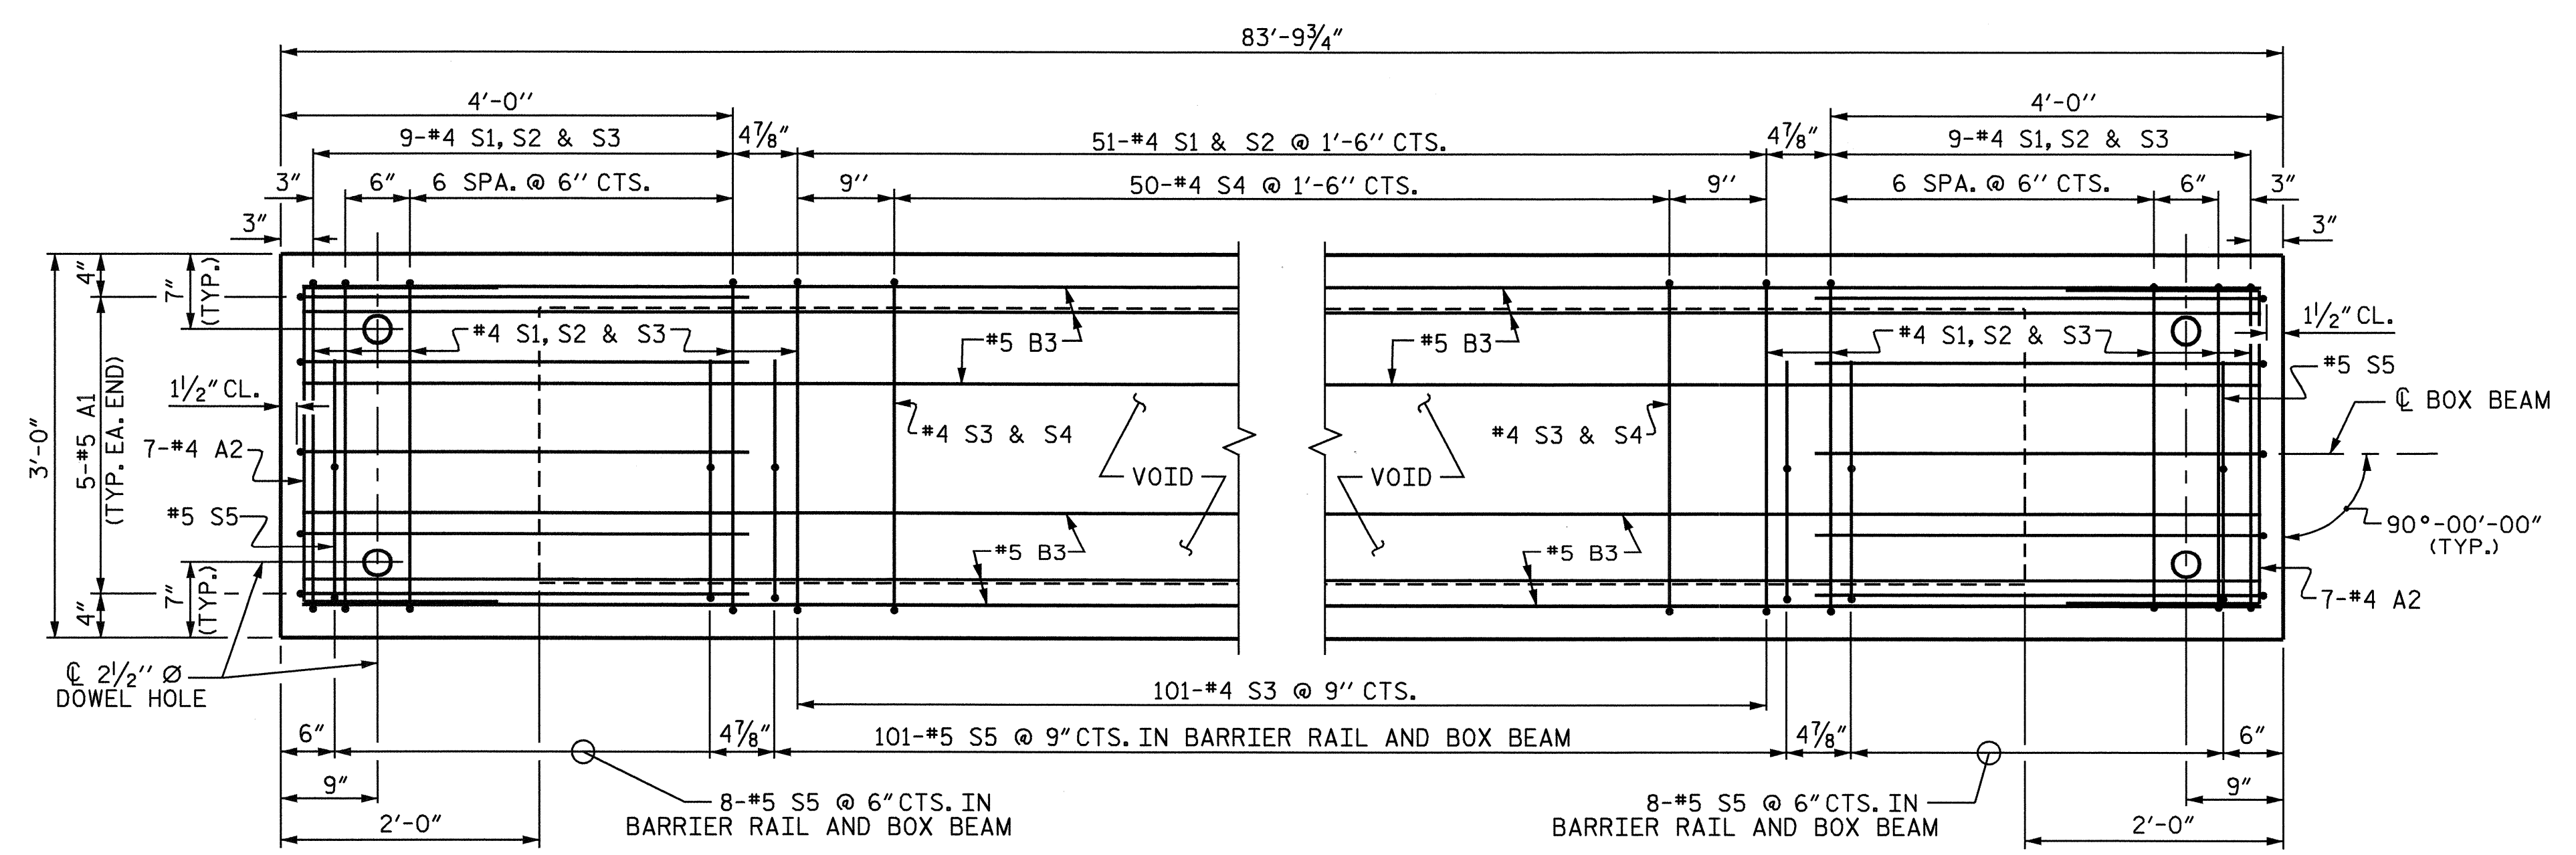 83'-9¾"
4'-0"
4'-0"
9-#4 S1, S2 & S3
4⅞"
51-#4 S1 & S2 @ 1'-6" CTS.
4⅞"
9-#4 S1, S2 & S3
3"
6"
6 SPA. @ 6" CTS.
9"
50-#4 S4 @ 1'-6" CTS.
9"
6 SPA. @ 6" CTS.
6"
3"
3"
3"
4"
7"
(TYP.)
#4 S1, S2 & S3
#5 B3
#5 B3
#4 S1, S2 & S3
1½" CL.
#5 S5
3'-0"
5-#5 A1
(TYP. EA. END)
1½" CL.
℄ BOX BEAM
7-#4 A2
#4 S3 & S4
#4 S3 & S4
VOID
VOID
#5 S5
#5 B3
#5 B3
90°-00'-00"
(TYP.)
4"
7"
(TYP.)
7-#4 A2
℄ 2½" Ø
DOWEL HOLE
101-#4 S3 @ 9" CTS.
6"
4⅞"
101-#5 S5 @ 9" CTS. IN BARRIER RAIL AND BOX BEAM
4⅞"
6"
9"
8-#5 S5 @ 6" CTS. IN
BARRIER RAIL AND BOX BEAM
8-#5 S5 @ 6" CTS. IN
BARRIER RAIL AND BOX BEAM
9"
2'-0"
2'-0"